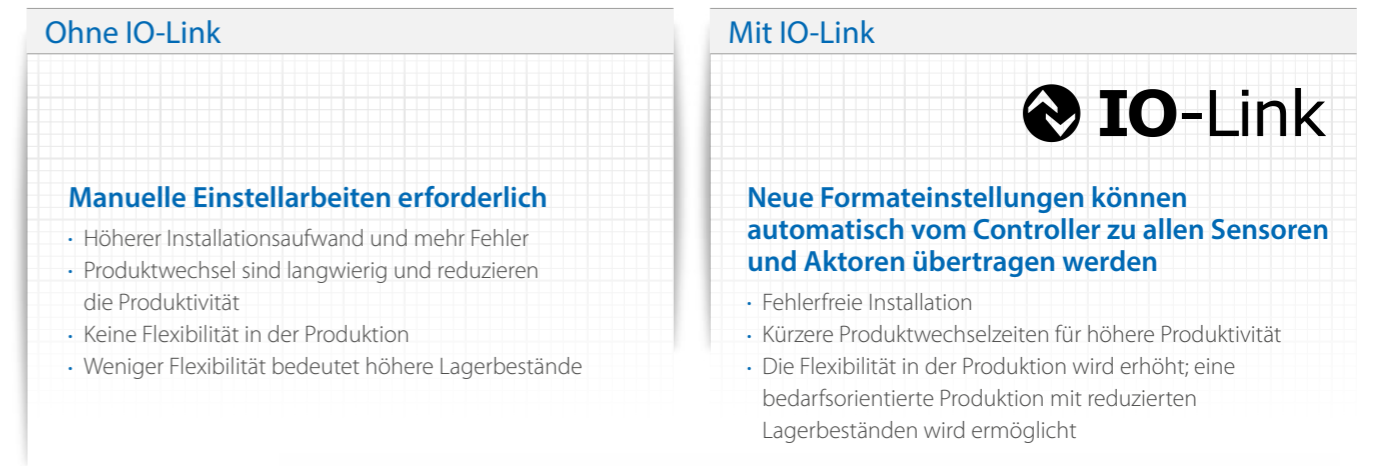 Ohne IO-Link
Manuelle Einstellarbeiten erforderlich
· Höherer Installationsaufwand und mehr Fehler
· Produktwechsel sind langwierig und reduzieren
die Produktivität
· Keine Flexibilität in der Produktion
· Weniger Flexibilität bedeutet höhere Lagerbestände
Mit IO-Link
IO-Link
Neue Formateinstellungen können
automatisch vom Controller zu allen Sensoren
und Aktoren übertragen werden
· Fehlerfreie Installation
· Kürzere Produktwechselzeiten für höhere Produktivität
· Die Flexibilität in der Produktion wird erhöht; eine
bedarfsorientierte Produktion mit reduzierten
Lagerbeständen wird ermöglicht